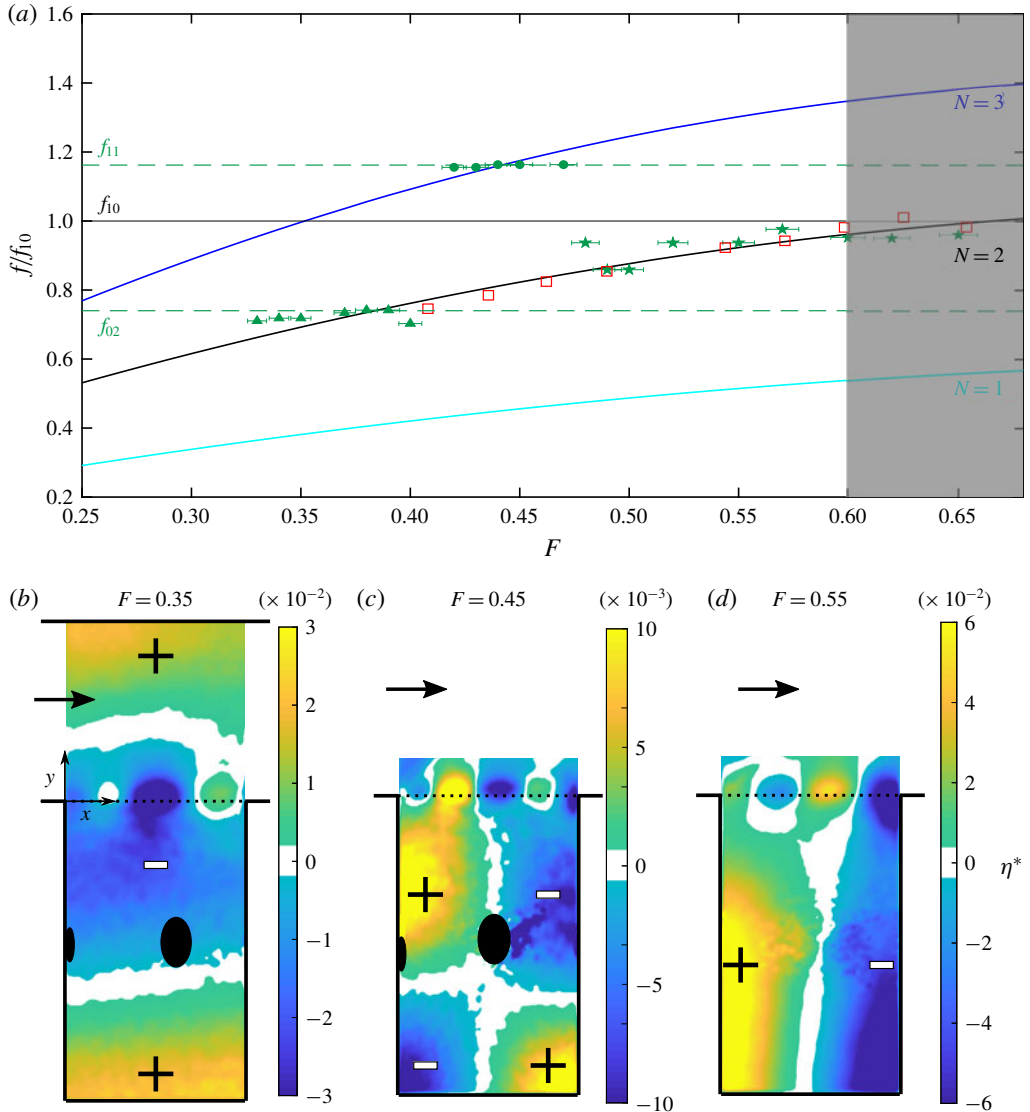 (a)
1.6
1.4
1.2
1.0
0.8
0.6
0.4
0.2
f/f10
f11
f10
f02
N = 3
N = 2
N = 1
0.25 0.30 0.35 0.40 0.45 0.50 0.55 0.60 0.65
F
(b) F = 0.35 (× 10−2)
3
2
1
0
−1
−2
−3
+
y
x
−
+
(c) F = 0.45 (× 10−3)
10
5
0
−5
−10
+
−
−
+
(d) F = 0.55 (× 10−2)
6
4
2
0
−2
−4
−6
η*
+
−